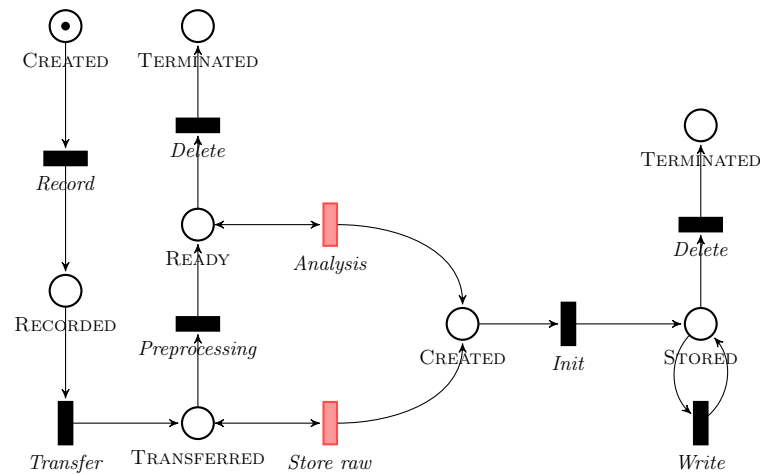 CREATED
TERMINATED
Delete
TERMINATED
Record
Delete
READY
Analysis
RECORDED
Preprocessing
CREATED
Init
STORED
Transfer
TRANSFERRED
Store raw
Write